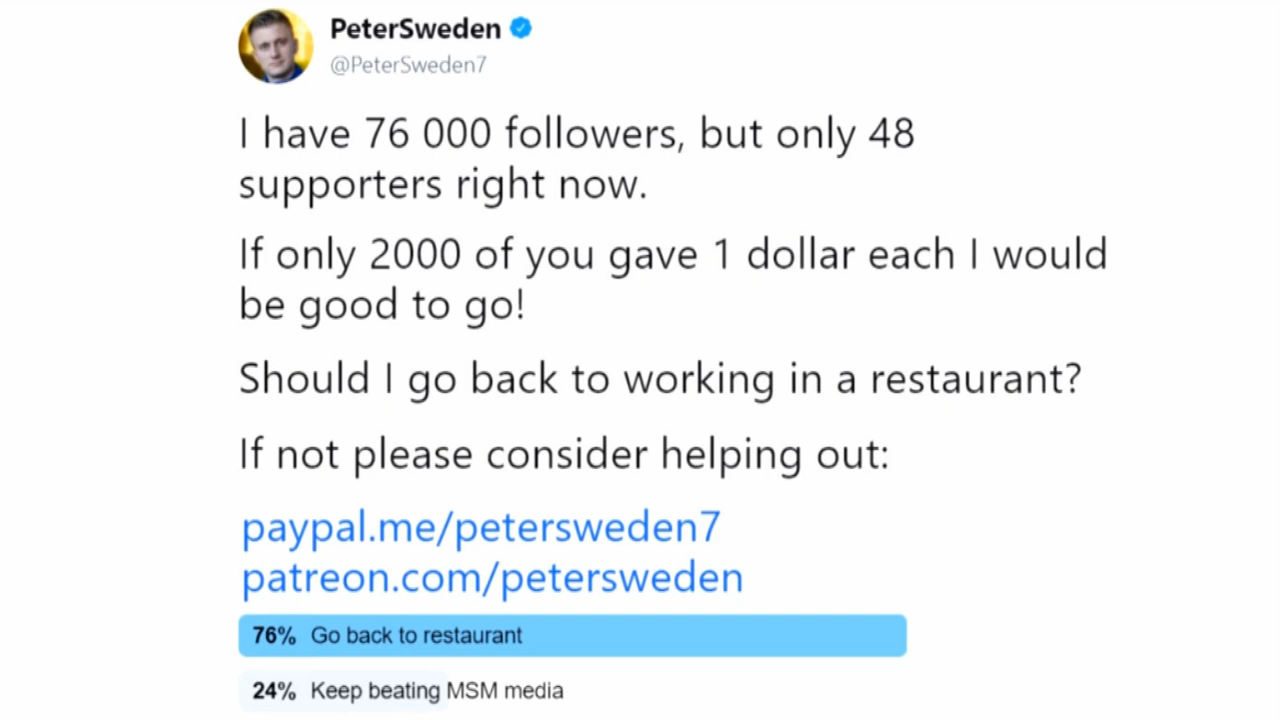 PeterSweden
@PeterSweden7
I have 76 000 followers, but only 48
supporters right now.
If only 2000 of you gave 1 dollar each I would
be good to go!
Should I go back to working in a restaurant?
If not please consider helping out:
paypal.me/petersweden7
patreon.com/petersweden
76% Go back to restaurant
24% Keep beating MSM media